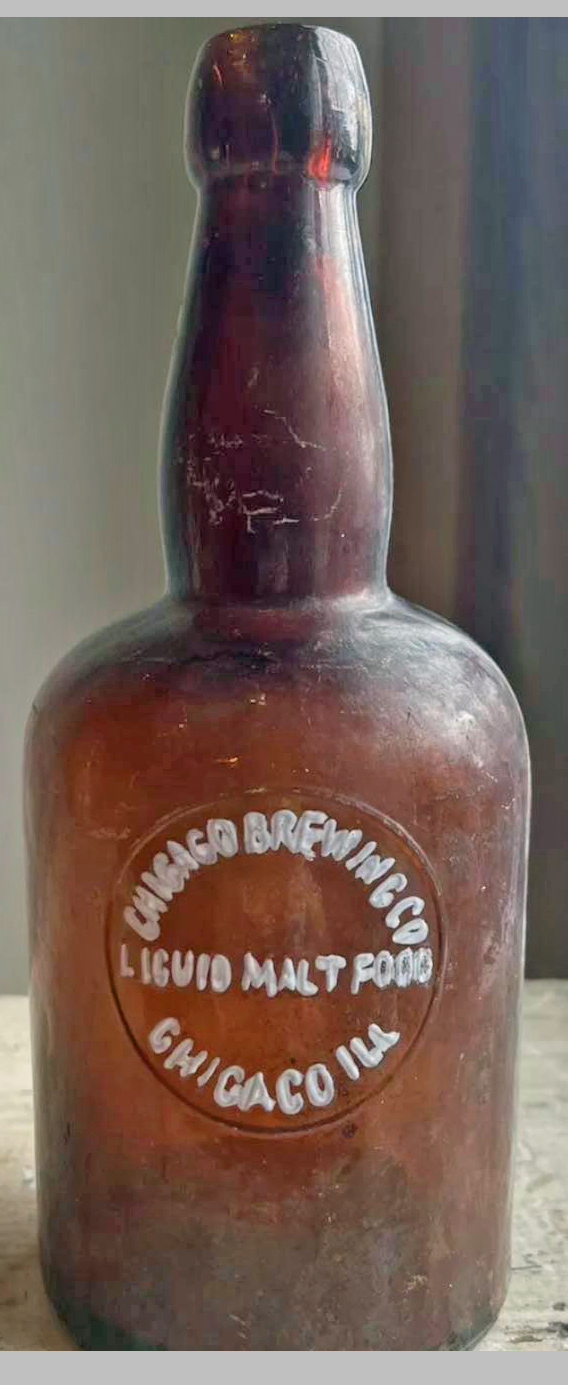 CHICAGO BREWING CO
LIQUID MALT FOOD
CHICAGO ILL